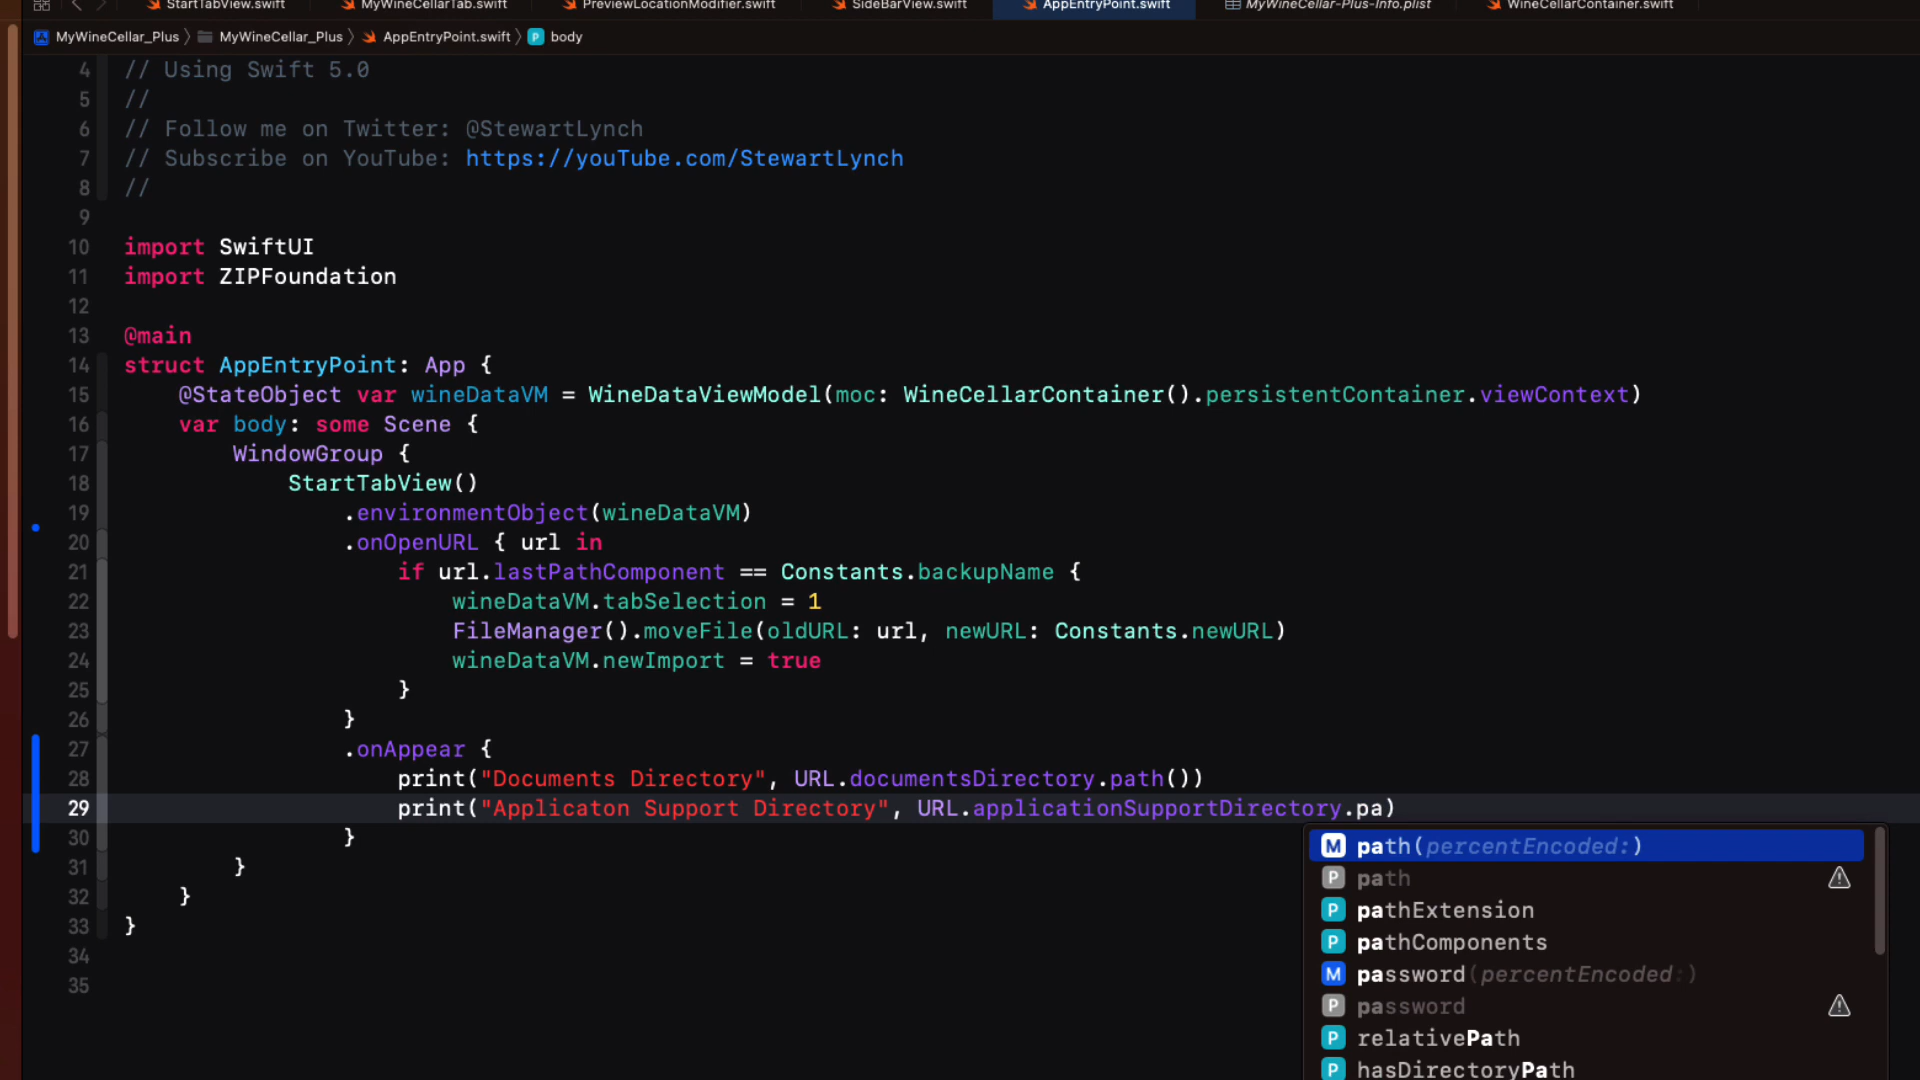 StartTabView.swift MyWineCellarTab.swift PreviewLocationModifier.swift SideBarView.swift AppEntryPoint.swift MyWineCellar-Plus-Info.plist WineCellarContainer.swift
MyWineCellar_Plus 〉 MyWineCellar_Plus 〉 AppEntryPoint.swift 〉 P body
4 // Using Swift 5.0
5 //
6 // Follow me on Twitter: @StewartLynch
7 // Subscribe on YouTube: https://youTube.com/StewartLynch
8 //
9
10 import SwiftUI
11 import ZIPFoundation
12
13 @main
14 struct AppEntryPoint: App {
15 @StateObject var wineDataVM = WineDataViewModel(moc: WineCellarContainer().persistentContainer.viewContext)
16 var body: some Scene {
17 WindowGroup {
18 StartTabView()
19 .environmentObject(wineDataVM)
20 .onOpenURL { url in
21 if url.lastPathComponent == Constants.backupName {
22 wineDataVM.tabSelection = 1
23 FileManager().moveFile(oldURL: url, newURL: Constants.newURL)
24 wineDataVM.newImport = true
25 }
26 }
27 .onAppear {
28 print("Documents Directory", URL.documentsDirectory.path())
29 print("Applicaton Support Directory", URL.applicationSupportDirectory.pa)
30 }
31 }
32 }
33 }
34
35
M path(percentEncoded:)
P path
P pathExtension
P pathComponents
M password(percentEncoded:)
P password
P relativePath
P hasDirectoryPath